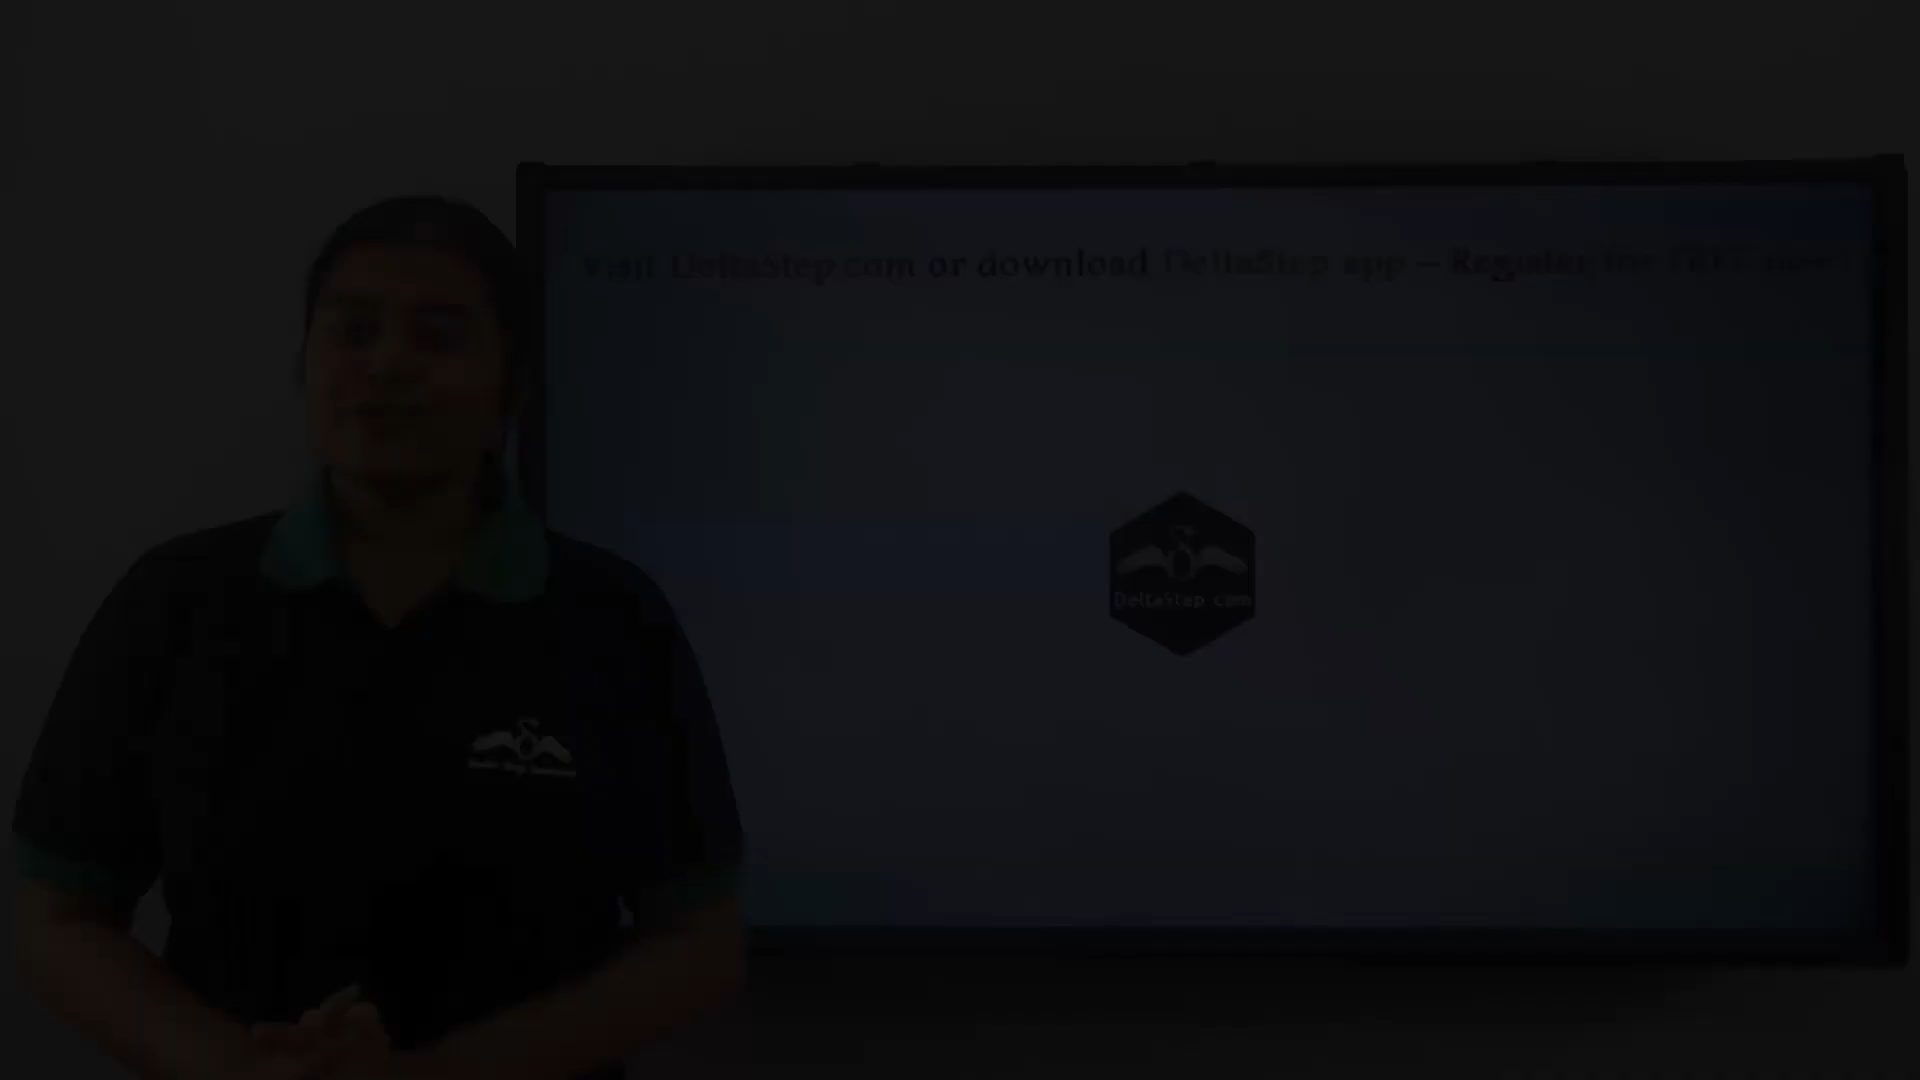 Visit DeltaStep.com or download DeltaStep app – Register for FREE now!
DeltaStep.com